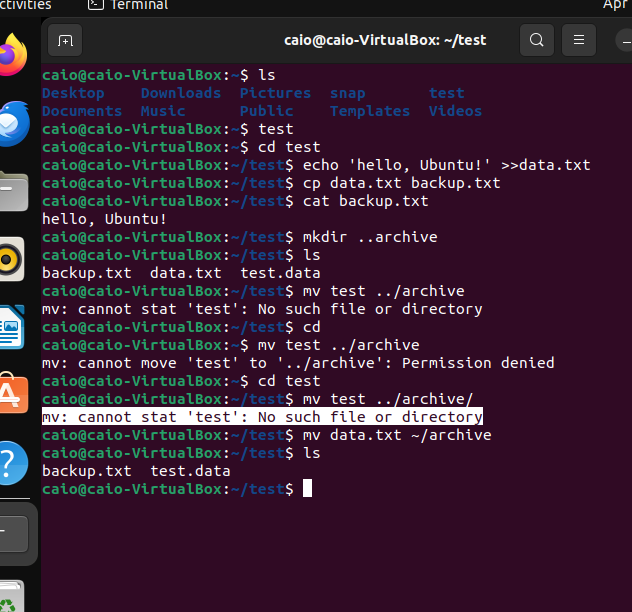 ctivities Terminal Apr
caio@caio-VirtualBox: ~/test
caio@caio-VirtualBox:~$ ls
Desktop Downloads Pictures snap test
Documents Music Public Templates Videos
caio@caio-VirtualBox:~$ test
caio@caio-VirtualBox:~$ cd test
caio@caio-VirtualBox:~/test$ echo 'hello, Ubuntu!' >>data.txt
caio@caio-VirtualBox:~/test$ cp data.txt backup.txt
caio@caio-VirtualBox:~/test$ cat backup.txt
hello, Ubuntu!
caio@caio-VirtualBox:~/test$ mkdir ..archive
caio@caio-VirtualBox:~/test$ ls
backup.txt data.txt test.data
caio@caio-VirtualBox:~/test$ mv test ../archive
mv: cannot stat 'test': No such file or directory
caio@caio-VirtualBox:~/test$ cd
caio@caio-VirtualBox:~$ mv test ../archive
mv: cannot move 'test' to '../archive': Permission denied
caio@caio-VirtualBox:~$ cd test
caio@caio-VirtualBox:~/test$ mv test ../archive/
mv: cannot stat 'test': No such file or directory
caio@caio-VirtualBox:~/test$ mv data.txt ~/archive
caio@caio-VirtualBox:~/test$ ls
backup.txt test.data
caio@caio-VirtualBox:~/test$